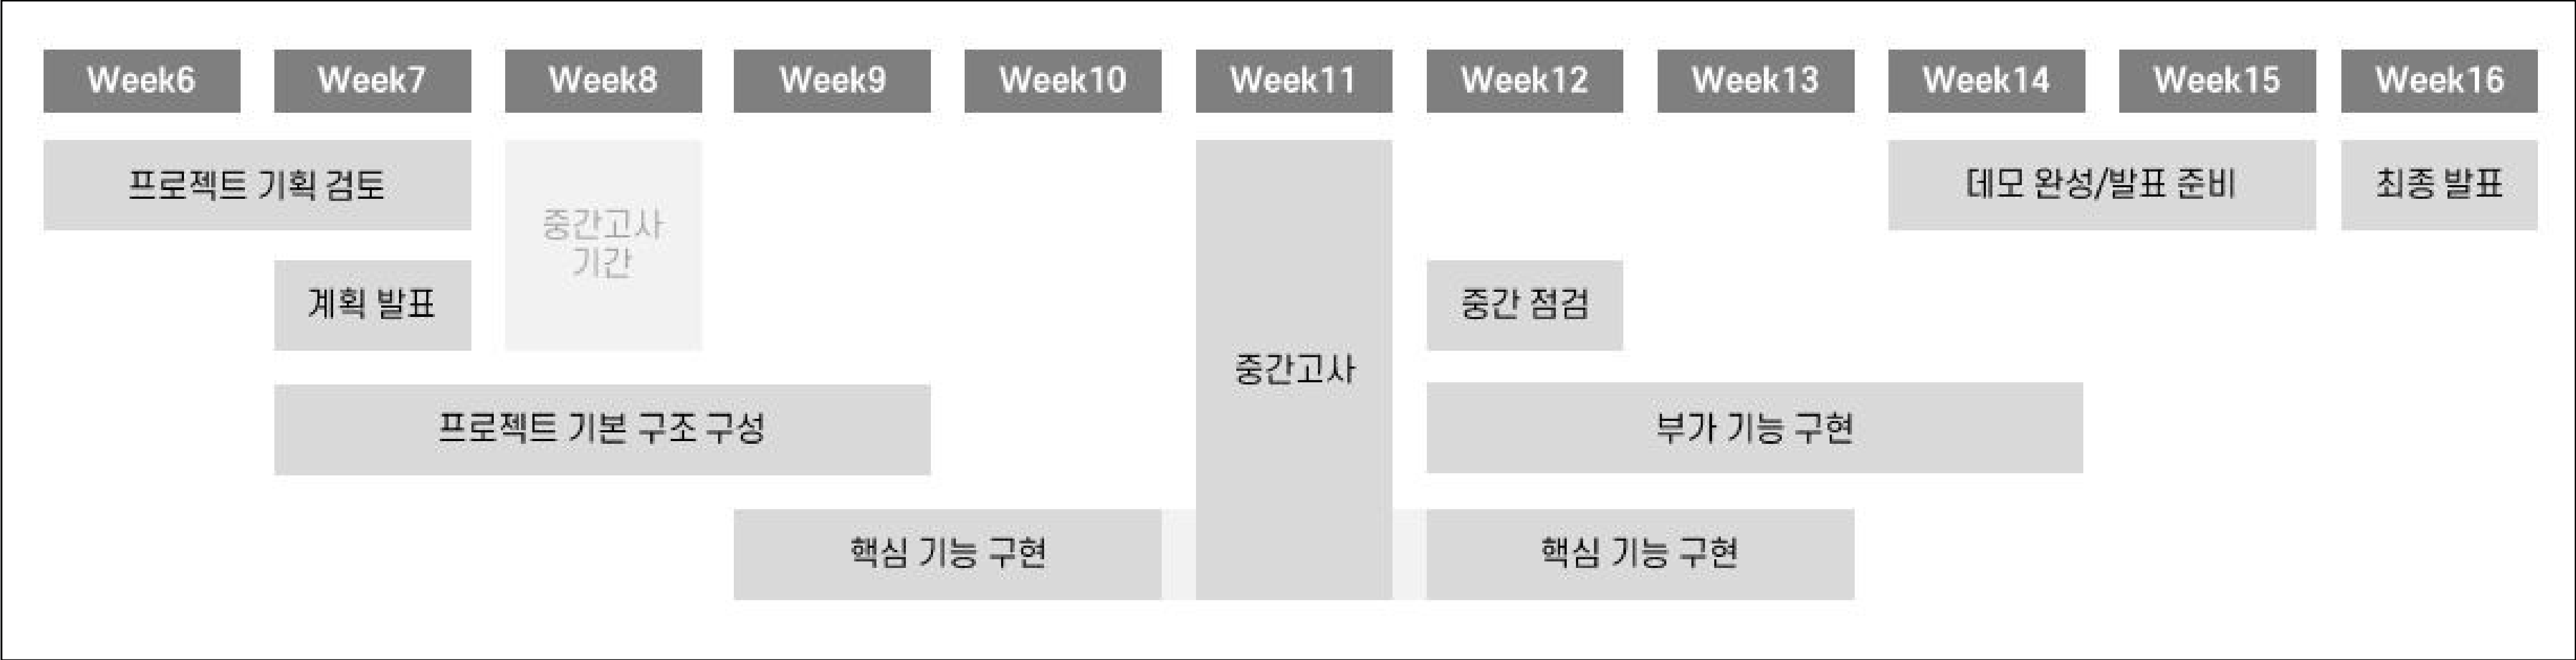 Week6 Week7 Week8 Week9 Week10 Week11 Week12 Week13 Week14 Week15 Week16
프로젝트 기획 검토
데모 완성/발표 준비
최종 발표
중간고사
기간
계획 발표
중간 점검
중간고사
프로젝트 기본 구조 구성
부가 기능 구현
핵심 기능 구현
핵심 기능 구현